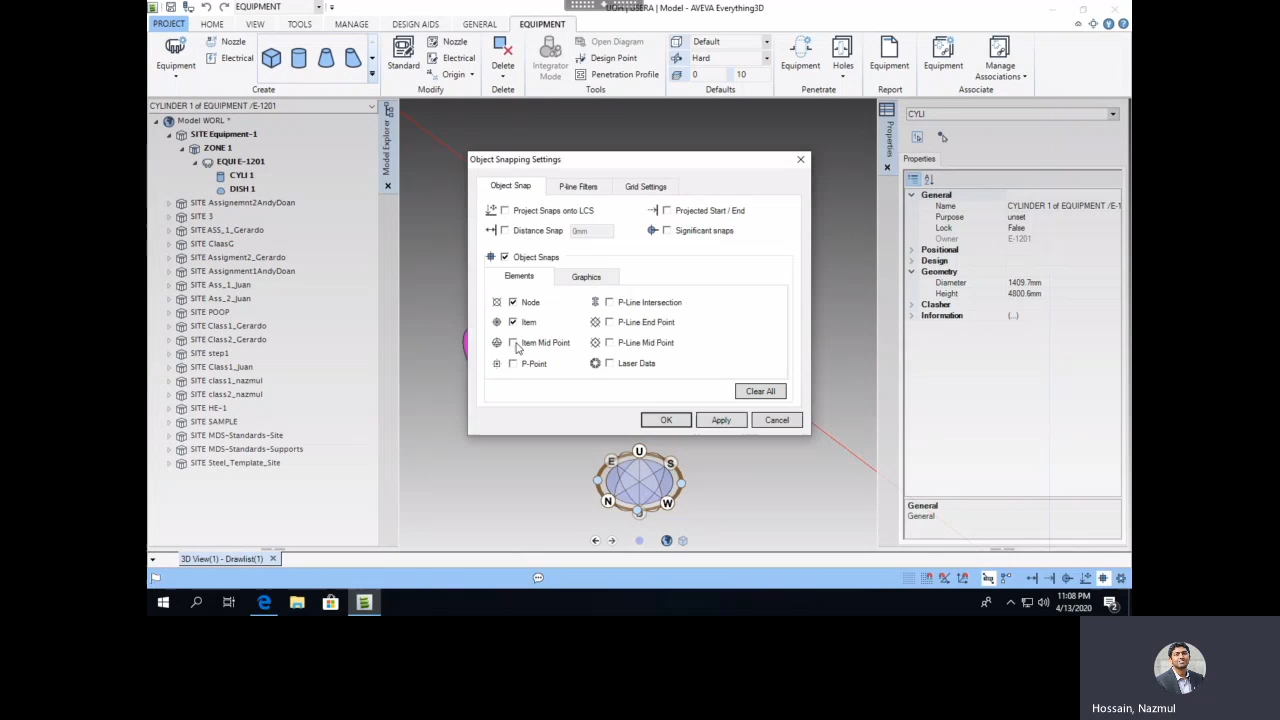 EQUIPMENT
Model - AVEVA Everything3D
PROJECT HOME VIEW TOOLS MANAGE DESIGN AIDS GENERAL EQUIPMENT
Equipment
Nozzle
Electrical
Create
Standard
Nozzle
Electrical
Origin
Modify
Delete
Delete
Integrator
Mode
Open Diagram
Design Point
Penetration Profile
Tools
Default
Hard
0 10
Defaults
Equipment
Holes
Penetrate
Equipment
Report
Equipment
Manage
Associations
Associate
CYLINDER 1 of EQUIPMENT /E-1201
Model WORL *
SITE Equipment-1
ZONE 1
EQUI E-1201
CYLI 1
DISH 1
SITE Assignemnt2AndyDoan
SITE 3
SITE ASS_1_Gerardo
SITE ClaasG
SITE Assigment2_Gerardo
SITE Assignment1AndyDoan
SITE Ass_1_Juan
SITE Ass_2_Juan
SITE POOP
SITE Class1_Gerardo
SITE Class2_Gerardo
SITE step1
SITE Class1_Juan
SITE class1_nazmul
SITE class2_nazmul
SITE HE-1
SITE SAMPLE
SITE MDS-Standards-Site
SITE MDS-Standards-Supports
SITE Steel_Template_Site
Model Explorer
Object Snapping Settings
Object Snap P-line Filters Grid Settings
Project Snaps onto LCS Projected Start / End
Distance Snap 0mm Significant snaps
Object Snaps
Elements Graphics
Node P-Line Intersection
Item P-Line End Point
Item Mid Point P-Line Mid Point
P-Point Laser Data
Clear All
OK Apply Cancel
U
E S
N W
Properties
CYLI
Properties
General
Name CYLINDER 1 of EQUIPMENT /E-1
Purpose unset
Lock False
Owner E-1201
Positional
Design
Geometry
Diameter 1409.7mm
Height 4800.6mm
Clasher
Information (...)
General
General
3D View(1) - Drawlist(1)
11:08 PM
4/13/2020
2
Hossain, Nazmul